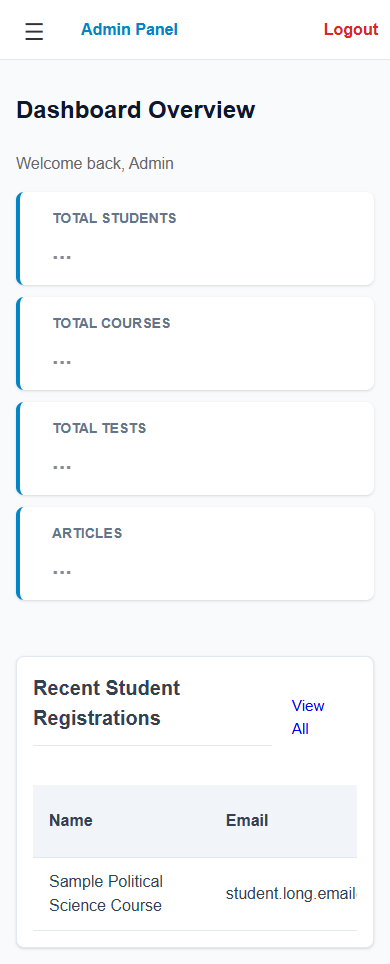 ☰ Admin Panel Logout
Dashboard Overview
Welcome back, Admin
TOTAL STUDENTS
...
TOTAL COURSES
...
TOTAL TESTS
...
ARTICLES
...
Recent Student
Registrations
View
All
Name Email
Sample Political
Science Course
student.long.email